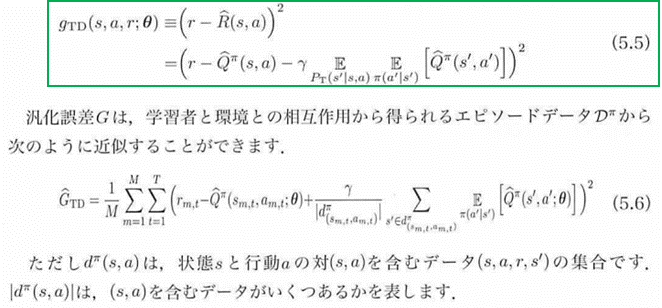 g_TD(s, a, r; θ) ≡ (r − R̂(s, a))²
= (r − Q̂^π(s, a) − γ 𝔼_{P_T(s'|s,a)} 𝔼_{π(a'|s')} [Q̂^π(s', a')])² (5.5)
汎化誤差Gは，学習者と環境との相互作用から得られるエピソードデータ𝒟^πから
次のように近似することができます．
Ĝ_TD = 1/M ∑_{m=1}^{M} ∑_{t=1}^{T} (r_{m,t} − Q̂^π(s_{m,t}, a_{m,t}; θ) + γ/|d^π_{(s_{m,t},a_{m,t})}| ∑_{s'∈d^π_{(s_{m,t},a_{m,t})}} 𝔼_{π(a'|s')} [Q̂^π(s', a'; θ)])² (5.6)
ただしd^π(s, a)は，状態sと行動aの対(s, a)を含むデータ(s, a, r, s')の集合です．
|d^π(s, a)|は，(s, a)を含むデータがいくつあるかを表します．